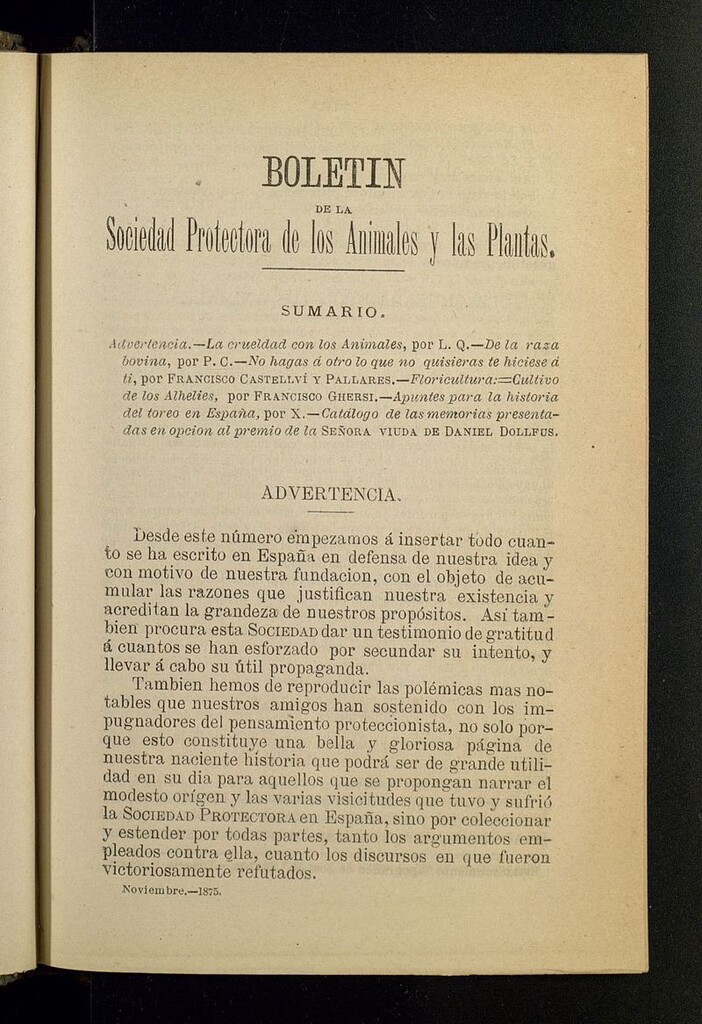 BOLETIN
DE LA
Sociedad Protectora de los Animales y las Plantas.
SUMARIO.
Advertencia.—La crueldad con los Animales, por L. Q.—De la raza
bovina, por P. C.—No hagas á otro lo que no quisieras te hiciese á
ti, por FRANCISCO CASTELLVÍ Y PALLARES.—Floricultura:=Cultivo
de los Alhelies, por FRANCISCO GHERSI.—Apuntes para la historia
del toreo en España, por X.—Catálogo de las memorias presenta-
das en opcion al premio de la SEÑORA VIUDA DE DANIEL DOLLFUS.
ADVERTENCIA.
Desde este número empezamos á insertar todo cuan-
to se ha escrito en España en defensa de nuestra idea y
con motivo de nuestra fundacion, con el objeto de acu-
mular las razones que justifican nuestra existencia y
acreditan la grandeza de nuestros propósitos. Así tam-
bien procura esta SOCIEDAD dar un testimonio de gratitud
á cuantos se han esforzado por secundar su intento, y
llevar á cabo su útil propaganda.
Tambien hemos de reproducir las polémicas mas no-
tables que nuestros amigos han sostenido con los im-
pugnadores del pensamiento proteccionista, no solo por-
que esto constituye una bella y gloriosa página de
nuestra naciente historia que podrá ser de grande utili-
dad en su dia para aquellos que se propongan narrar el
modesto orígen y las varias visicitudes que tuvo y sufrió
la SOCIEDAD PROTECTORA en España, sino por coleccionar
y estender por todas partes, tanto los argumentos em-
pleados contra ella, cuanto los discursos en que fueron
victoriosamente refutados.
Noviembre.—1875.